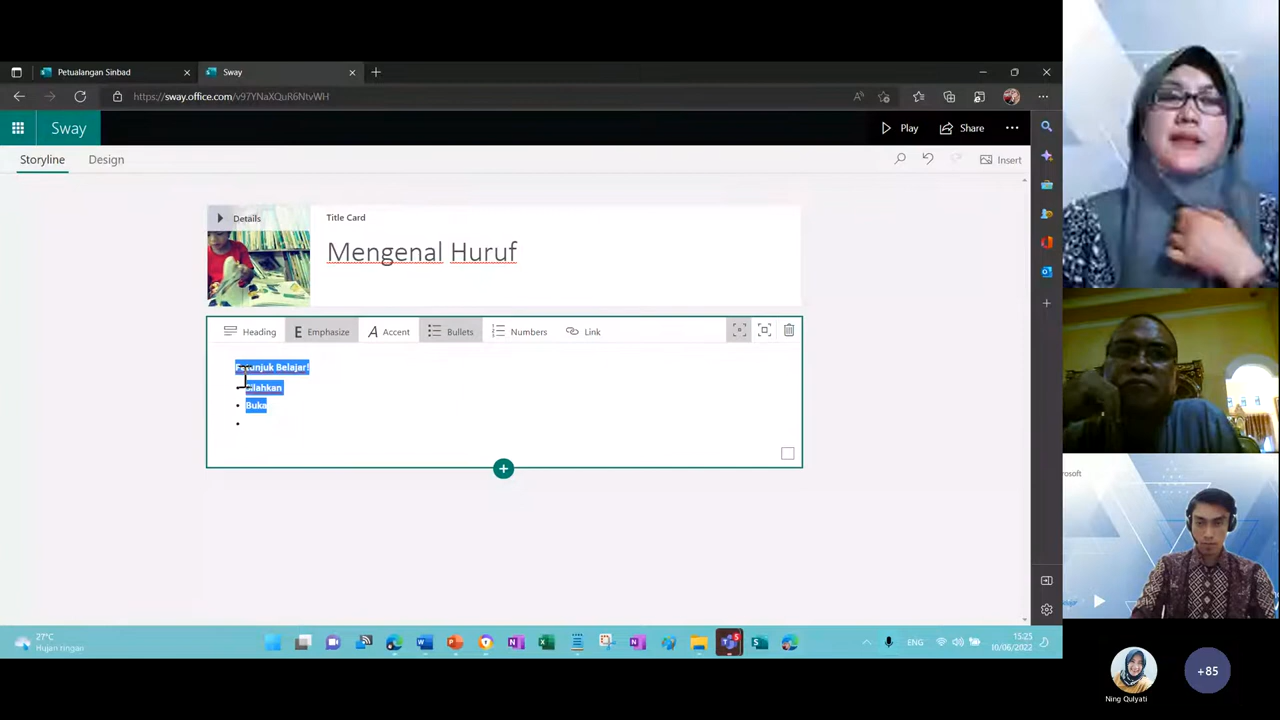 Petualangan Sinbad
Sway
https://sway.office.com/v97YNaXQuR6NtvWH
Sway
Play
Share
Storyline
Design
Insert
Details
Title Card
Mengenal Huruf
Heading
E Emphasize
A Accent
Bullets
Numbers
Link
Petunjuk Belajar!
• Silahkan
• Buka
•
27°C
Hujan ringan
ENG
15:25
10/06/2022
Ning Qulyati
+85